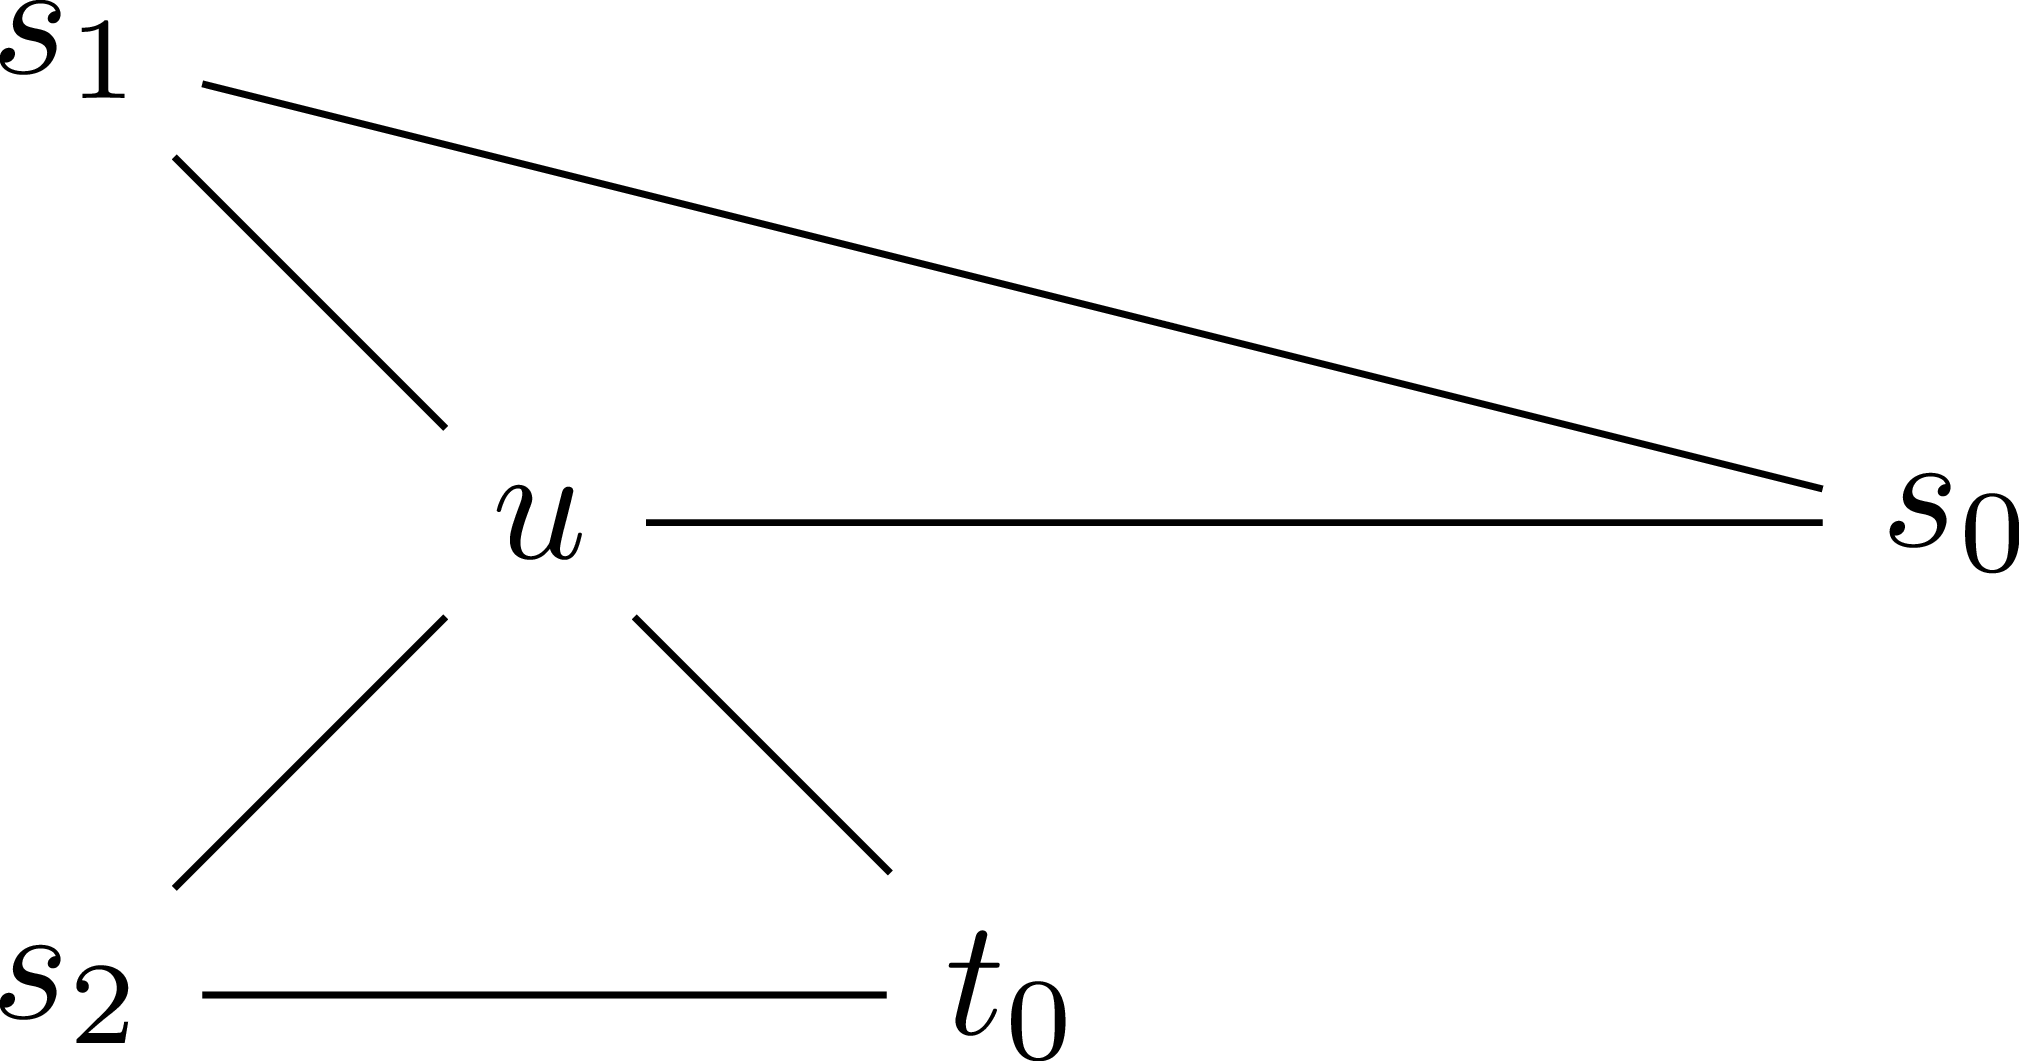 s₁
u
s₀
s₂
t₀